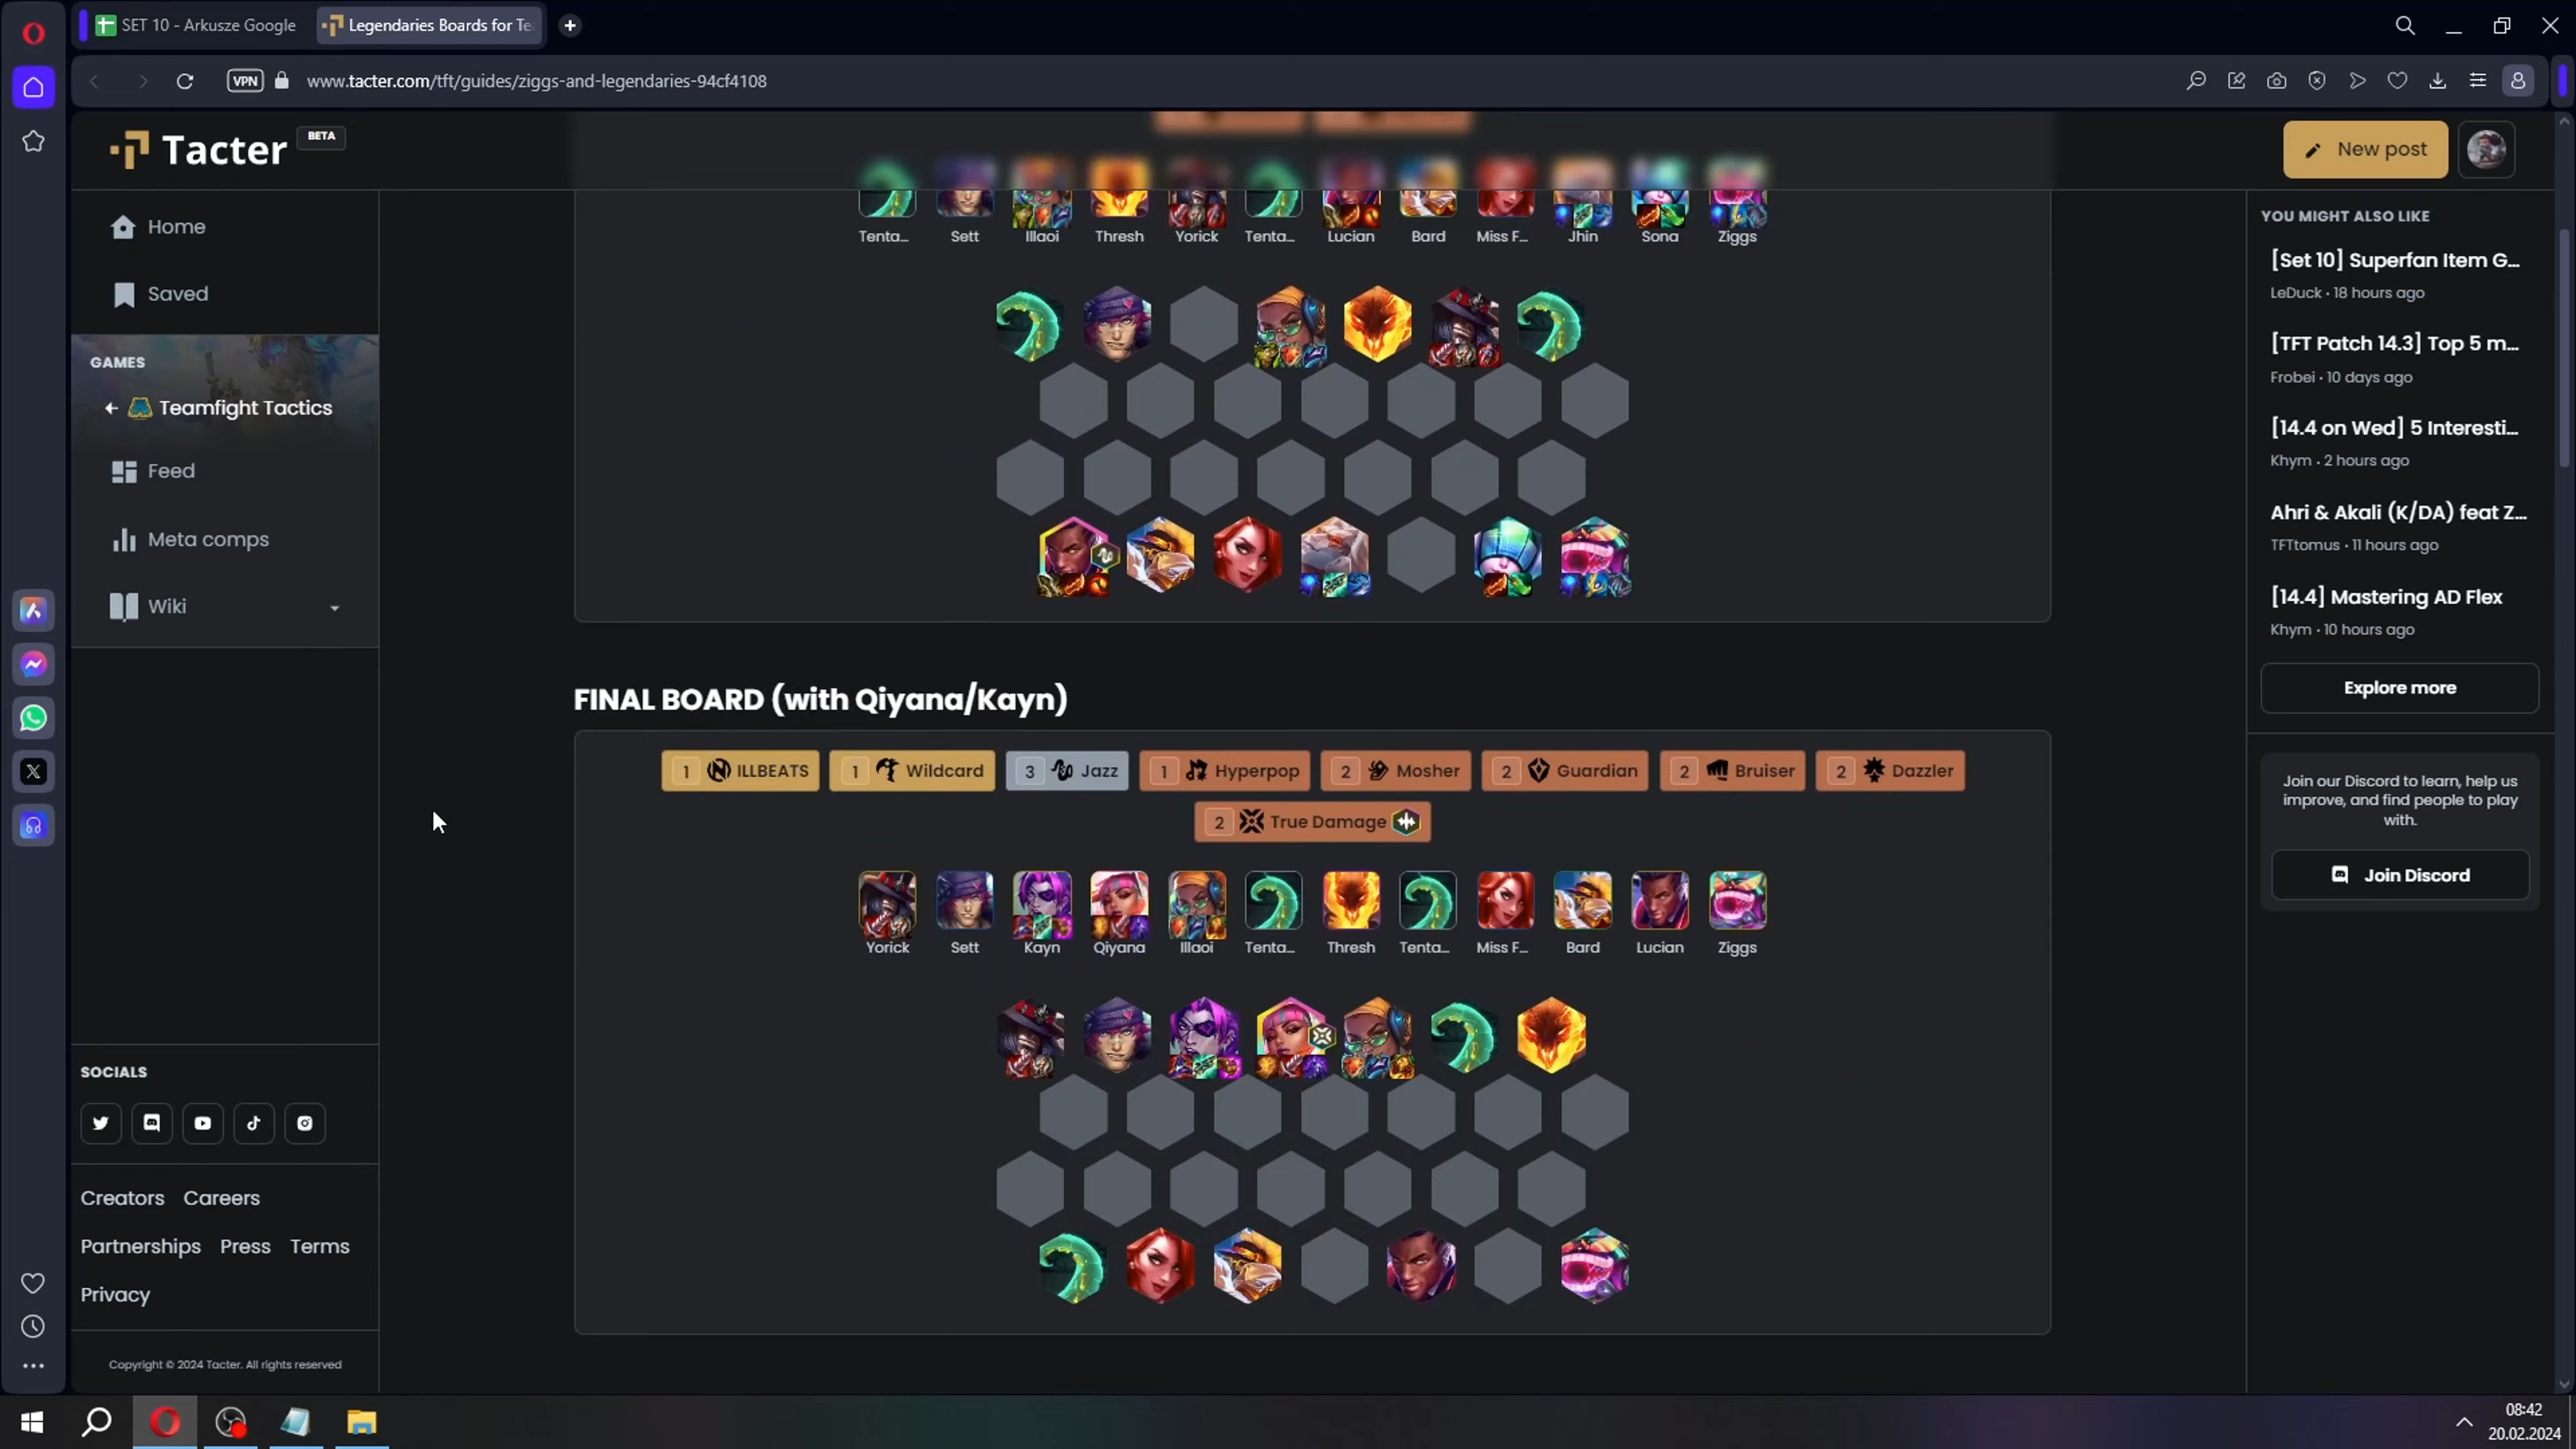 SET 10 - Arkusze Google
Legendaries Boards for Te
VPN
www.tacter.com/tft/guides/ziggs-and-legendaries-94cf4108
Tacter
BETA
New post
Home
Saved
GAMES
Teamfight Tactics
Feed
Meta comps
Wiki
Tenta...
Sett
Illaoi
Thresh
Yorick
Tenta...
Lucian
Bard
Miss F...
Jhin
Sona
Ziggs
FINAL BOARD (with Qiyana/Kayn)
1 ILLBEATS
1 Wildcard
3 Jazz
1 Hyperpop
2 Mosher
2 Guardian
2 Bruiser
2 Dazzler
2 True Damage
Yorick
Sett
Kayn
Qiyana
Illaoi
Tenta...
Thresh
Tenta...
Miss F...
Bard
Lucian
Ziggs
YOU MIGHT ALSO LIKE
[Set 10] Superfan Item G...
LeDuck • 18 hours ago
[TFT Patch 14.3] Top 5 m...
Frobei • 10 days ago
[14.4 on Wed] 5 Interesti...
Khym • 2 hours ago
Ahri & Akali (K/DA) feat Z...
TFTtomus • 11 hours ago
[14.4] Mastering AD Flex
Khym • 10 hours ago
Explore more
Join our Discord to learn, help us
improve, and find people to play
with.
Join Discord
SOCIALS
Creators Careers
Partnerships Press Terms
Privacy
Copyright © 2024 Tacter. All rights reserved
08:42
20.02.2024